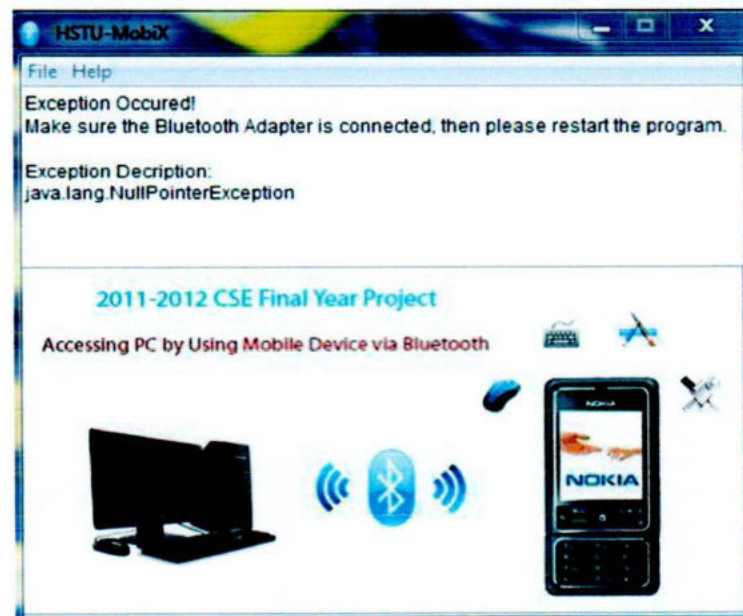 HSTU-MobiX
File Help
Exception Occured!
Make sure the Bluetooth Adapter is connected, then please restart the program.
Exception Decription:
java.lang.NullPointerException
2011-2012 CSE Final Year Project
Accessing PC by Using Mobile Device via Bluetooth
NOKIA
NOKIA